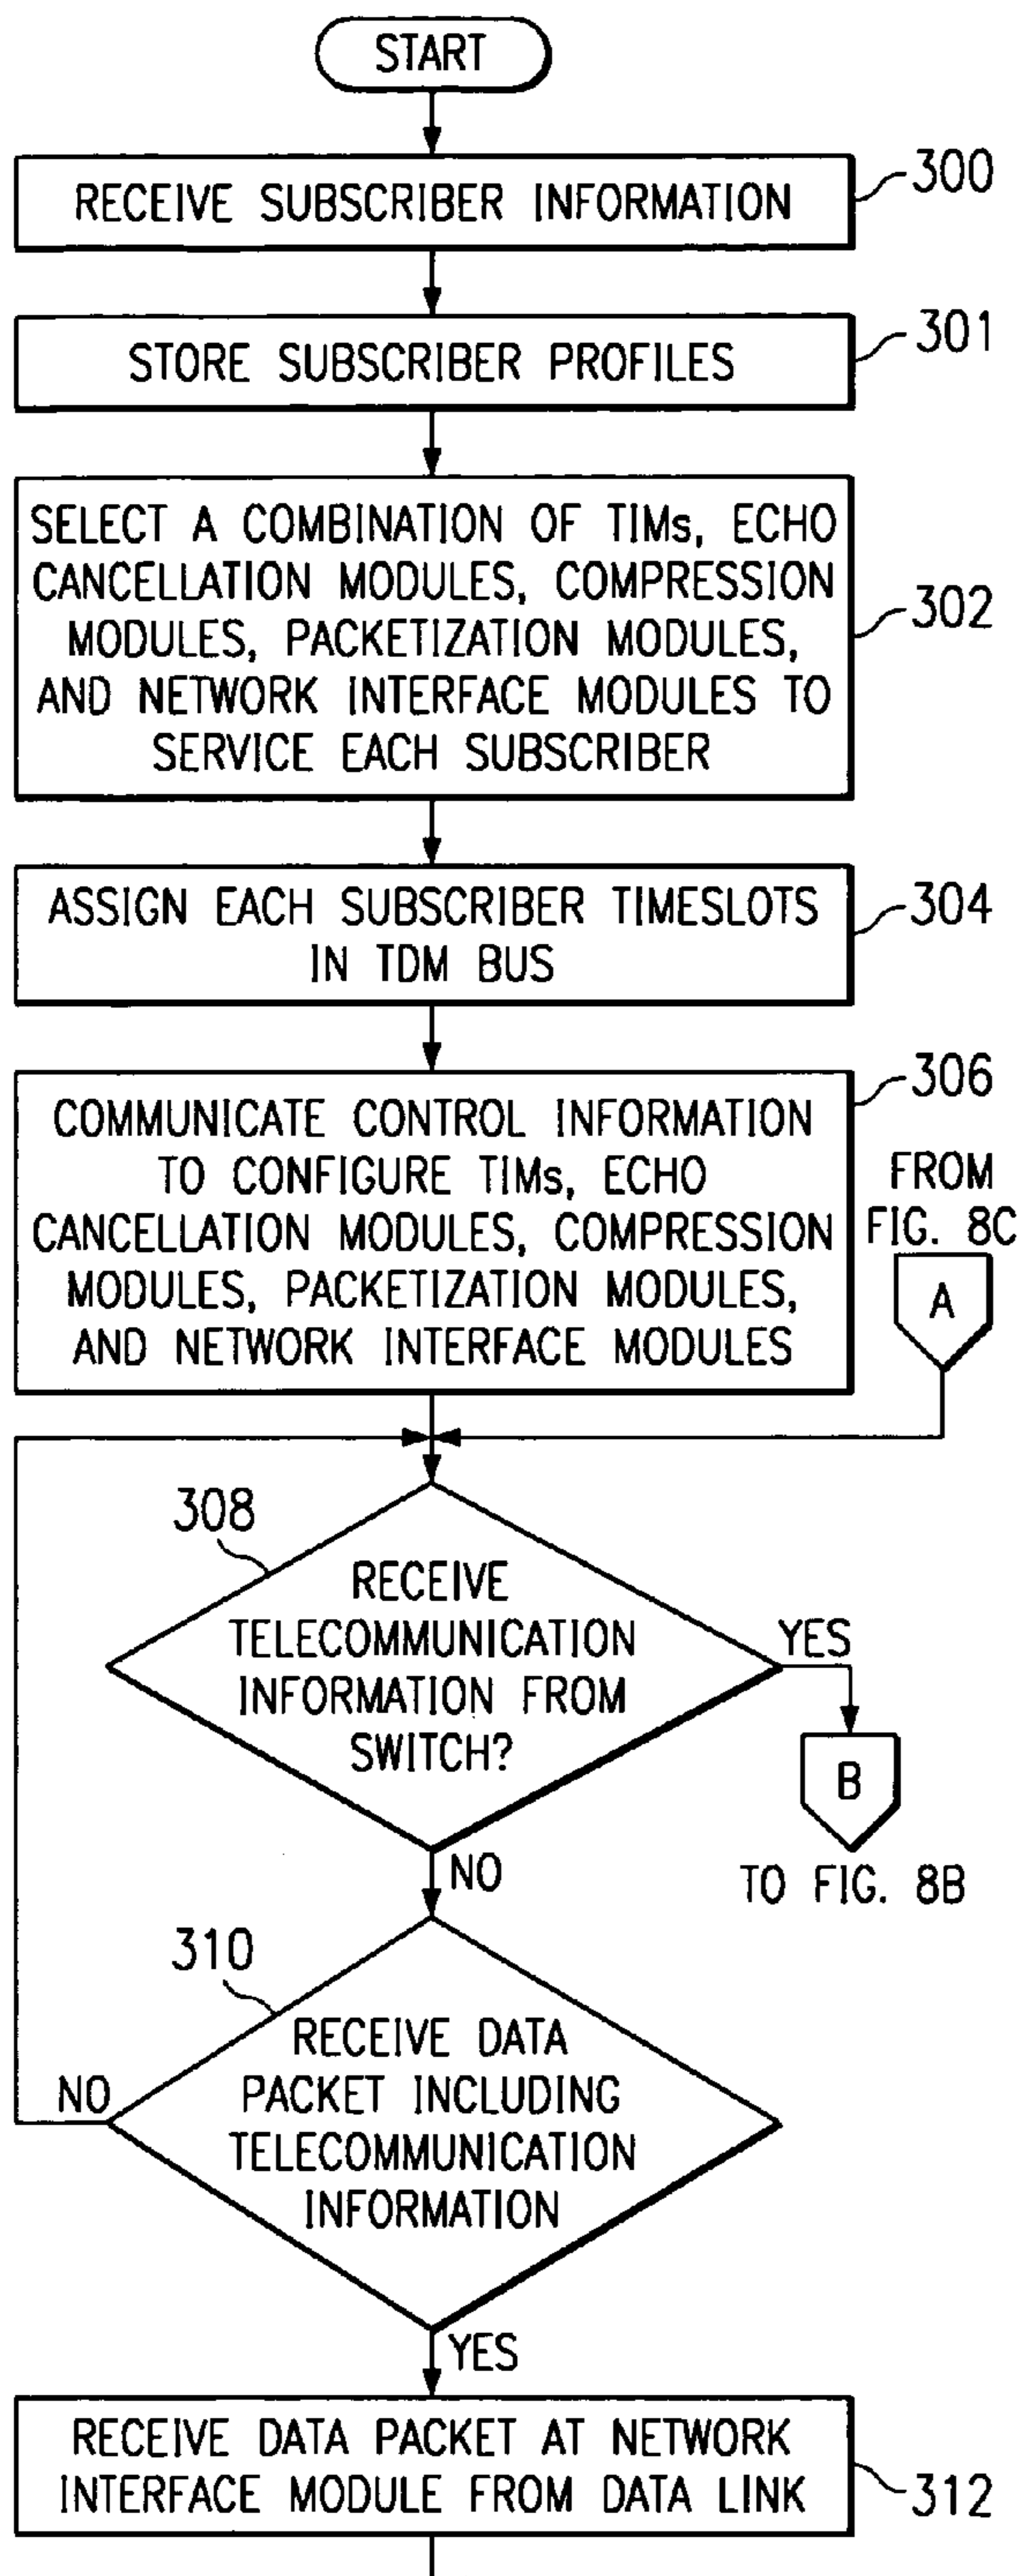 START
RECEIVE SUBSCRIBER INFORMATION
300
STORE SUBSCRIBER PROFILES
301
SELECT A COMBINATION OF TIMs, ECHO
CANCELLATION MODULES, COMPRESSION
MODULES, PACKETIZATION MODULES,
AND NETWORK INTERFACE MODULES TO
SERVICE EACH SUBSCRIBER
302
ASSIGN EACH SUBSCRIBER TIMESLOTS
IN TDM BUS
304
COMMUNICATE CONTROL INFORMATION
TO CONFIGURE TIMs, ECHO
CANCELLATION MODULES, COMPRESSION
MODULES, PACKETIZATION MODULES,
AND NETWORK INTERFACE MODULES
306
FROM
FIG. 8C
A
308
RECEIVE
TELECOMMUNICATION
INFORMATION FROM
SWITCH?
YES
B
TO FIG. 8B
NO
310
RECEIVE DATA
PACKET INCLUDING
TELECOMMUNICATION
INFORMATION
NO
YES
RECEIVE DATA PACKET AT NETWORK
INTERFACE MODULE FROM DATA LINK
312